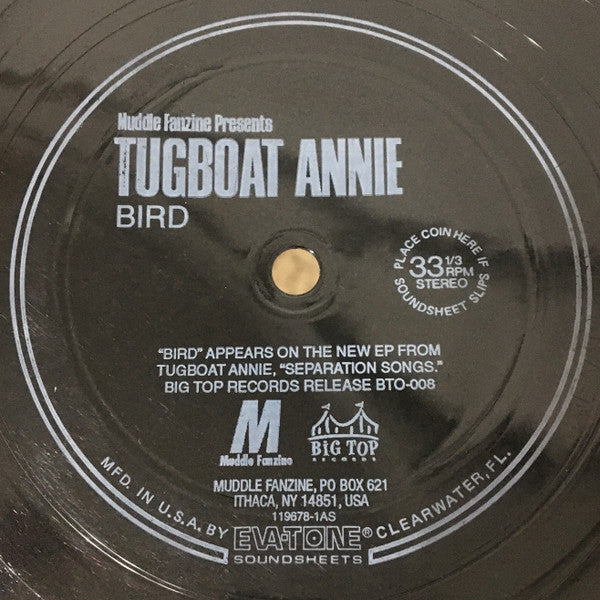 Muddle Fanzine Presents
TUGBOAT ANNIE
BIRD
PLACE COIN HERE IF
33 1/3
RPM
STEREO
SOUNDSHEET SLIPS
"BIRD" APPEARS ON THE NEW EP FROM
TUGBOAT ANNIE, "SEPARATION SONGS."
BIG TOP RECORDS RELEASE BTO-008
M
Muddle Fanzine
BIG TOP
RECORDS
MUDDLE FANZINE, PO BOX 621
ITHACA, NY 14851, USA
119678-1AS
MFD. IN U.S.A. BY EVA-TONE® CLEARWATER, FL.
SOUNDSHEETS